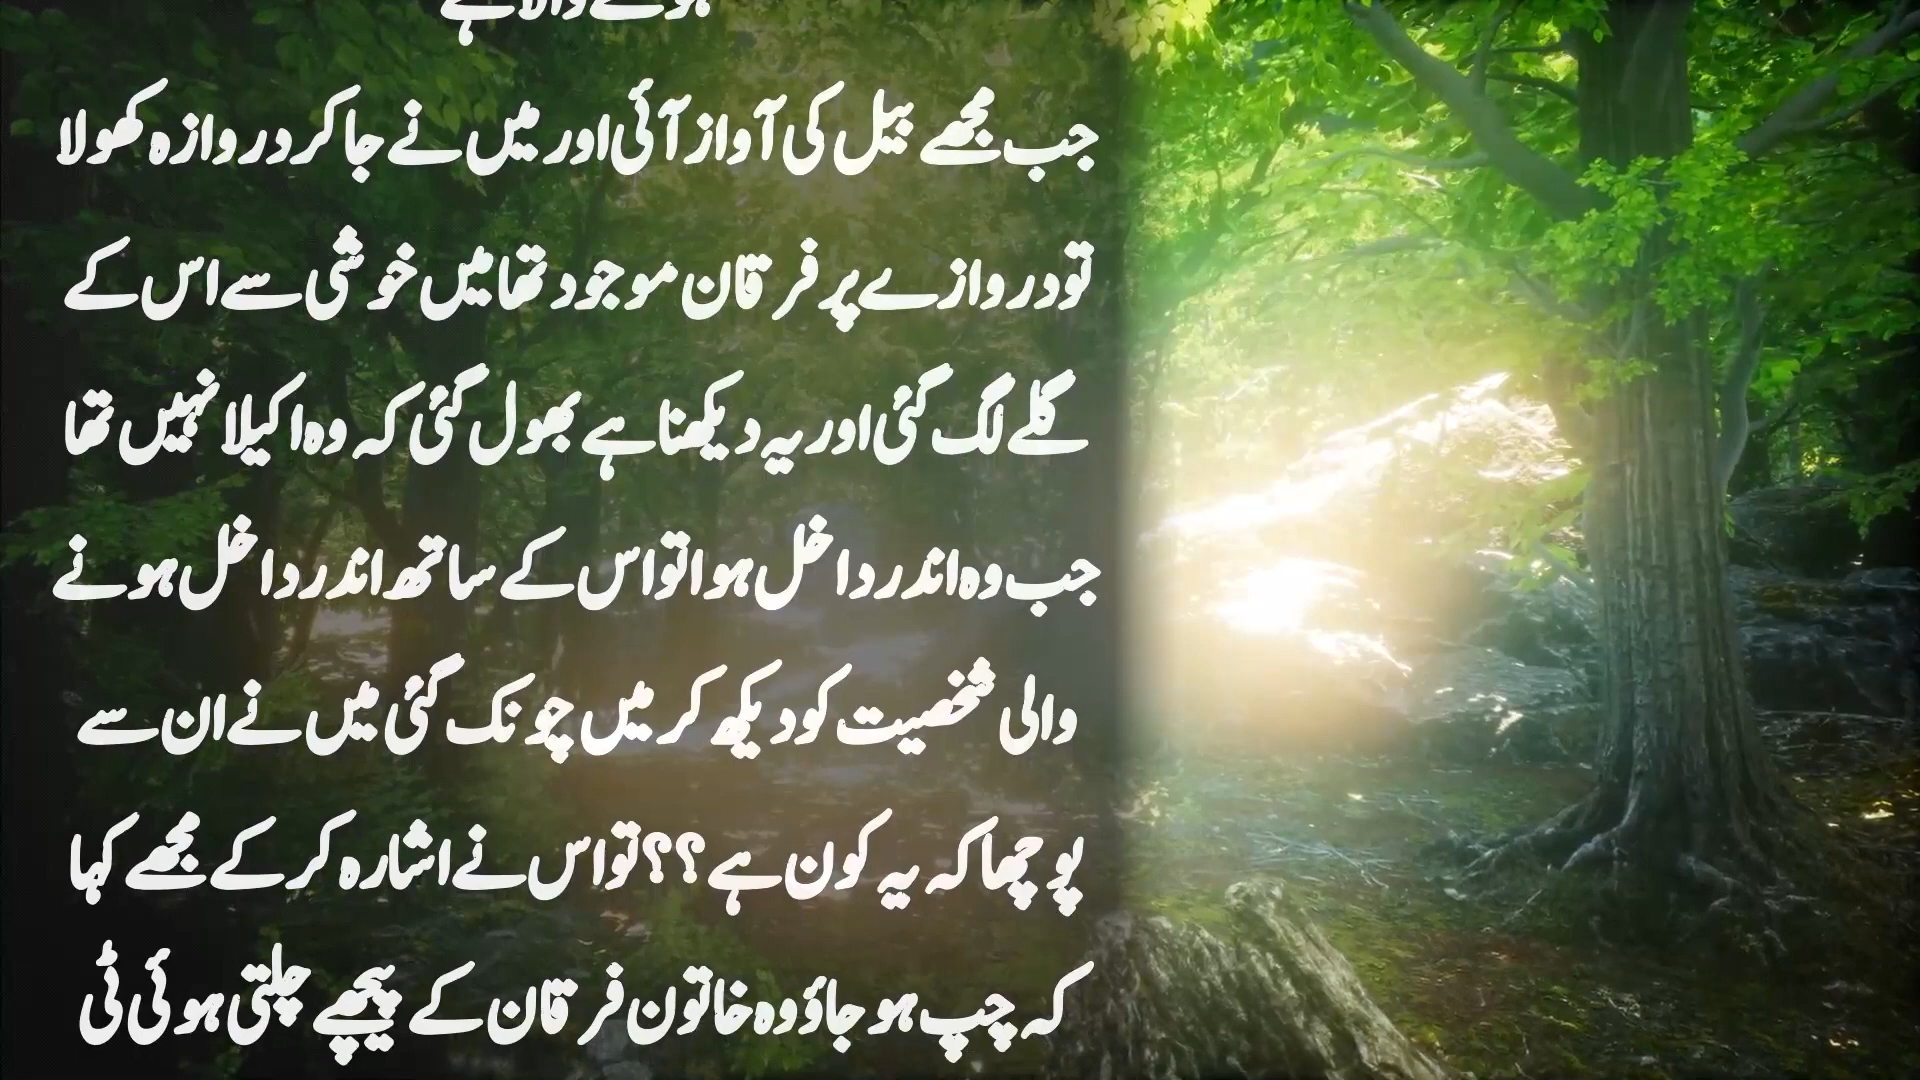 ہونے والا ہے
جب مجھے بیل کی آواز آئی اور میں نے جا کر دروازہ کھولا
تو دروازے پر فرقان موجود تھا میں خوشی سے اس کے
گلے لگ گئی اور یہ دیکھنا ہے بھول گئی کہ وہ اکیلا نہیں تھا
جب وہ اندر داخل ہوا تو اس کے ساتھ اندر داخل ہونے
والی شخصیت کو دیکھ کر میں چونک گئی میں نے ان سے
پوچھا کہ یہ کون ہے ؟؟ تو اس نے اشارہ کر کے مجھے کہا
کہ چپ ہو جاؤ وہ خاتون فرقان کے پیچھے چلتی ہوئی ٹی